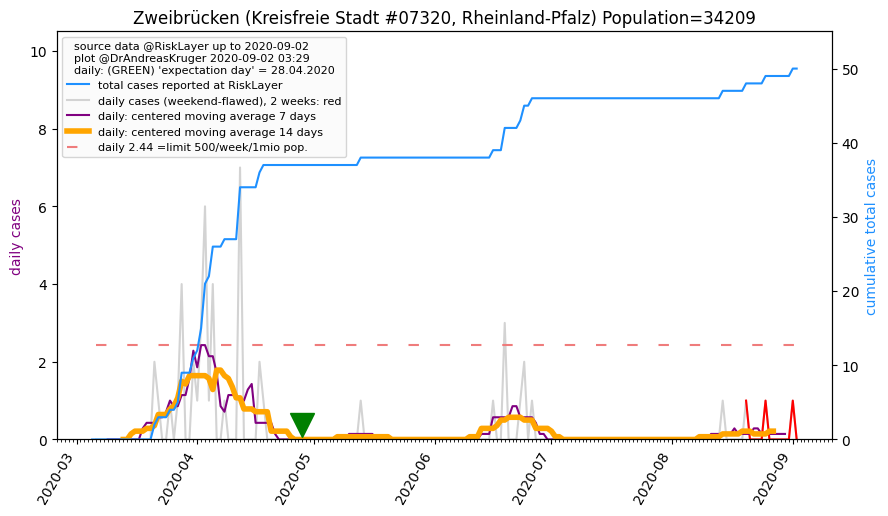 Zweibrücken (Kreisfreie Stadt #07320, Rheinland-Pfalz) Population=34209
source data @RiskLayer up to 2020-09-02
plot @DrAndreasKruger 2020-09-02 03:29
daily: (GREEN) 'expectation day' = 28.04.2020
total cases reported at RiskLayer
daily cases (weekend-flawed), 2 weeks: red
daily: centered moving average 7 days
daily: centered moving average 14 days
daily 2.44 =limit 500/week/1mio pop.
daily cases
10
8
6
4
2
0
cumulative total cases
50
40
30
20
10
0
2020-03
2020-04
2020-05
2020-06
2020-07
2020-08
2020-09